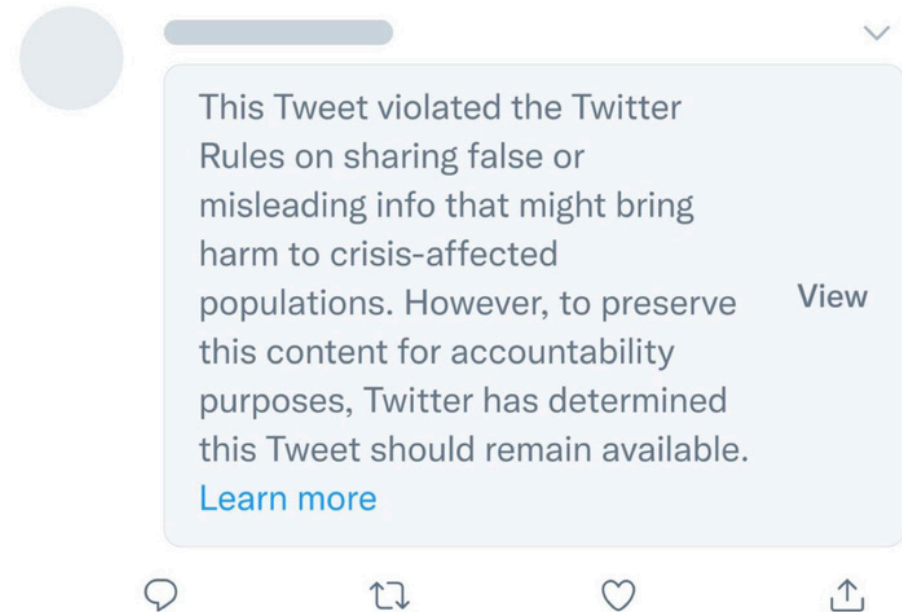 This Tweet violated the Twitter
Rules on sharing false or
misleading info that might bring
harm to crisis-affected
populations. However, to preserve
this content for accountability
purposes, Twitter has determined
this Tweet should remain available.
Learn more
View